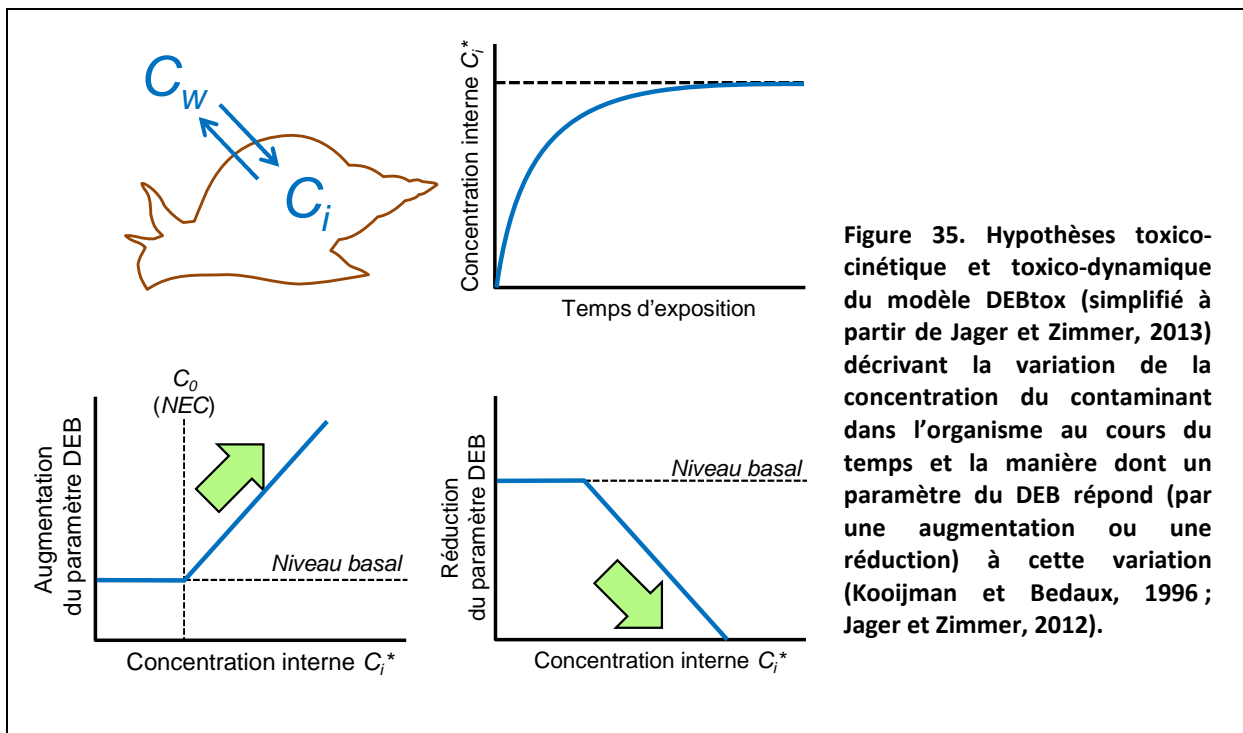 C_w
C_i
Concentration interne C_i*
Temps d'exposition
C_0
(NEC)
Niveau basal
Augmentation
du paramètre DEB
Concentration interne C_i*
Niveau basal
Réduction
du paramètre DEB
Concentration interne C_i*
Figure 35. Hypothèses toxico-
cinétique et toxico-dynamique
du modèle DEBtox (simplifié à
partir de Jager et Zimmer, 2013)
décrivant la variation de la
concentration du contaminant
dans l'organisme au cours du
temps et la manière dont un
paramètre du DEB répond (par
une augmentation ou une
réduction) à cette variation
(Kooijman et Bedaux, 1996 ;
Jager et Zimmer, 2012).